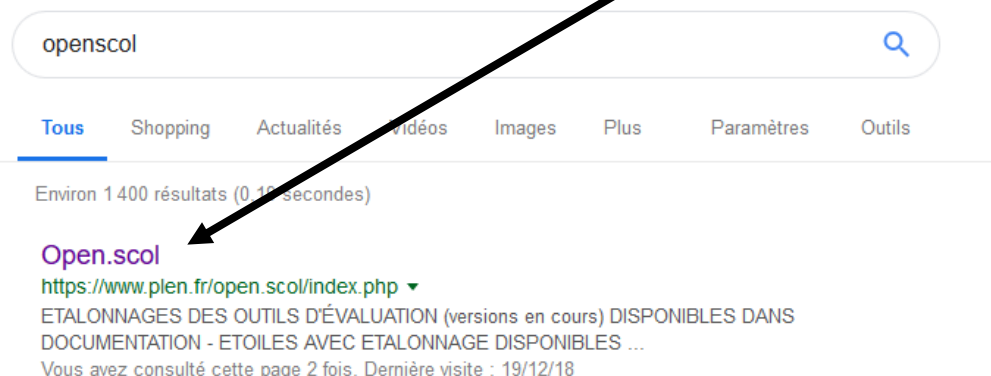 openscol
Tous Shopping Actualités Vidéos Images Plus Paramètres Outils
Environ 1 400 résultats (0,19 secondes)
Open.scol
https://www.plen.fr/open.scol/index.php
ETALONNAGES DES OUTILS D'ÉVALUATION (versions en cours) DISPONIBLES DANS
DOCUMENTATION - ETOILES AVEC ETALONNAGE DISPONIBLES ...
Vous avez consulté cette page 2 fois. Dernière visite : 19/12/18